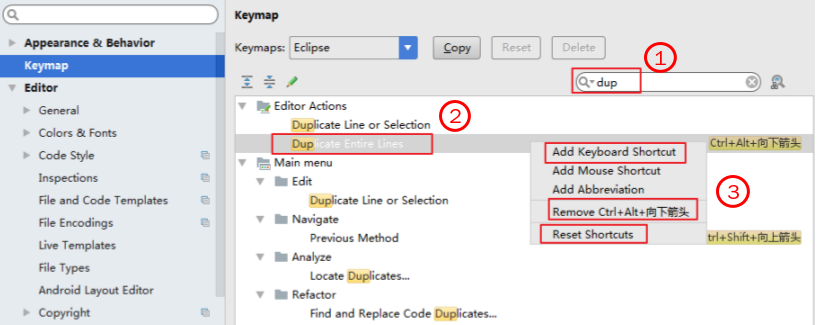 Keymap
Keymaps: Eclipse Copy Reset Delete
Appearance & Behavior
Keymap
Editor
General
Colors & Fonts
Code Style
Inspections
File and Code Templates
File Encodings
Live Templates
File Types
Android Layout Editor
Copyright
1
dup
2
Editor Actions
Duplicate Line or Selection
Duplicate Entire Lines
Ctrl+Alt+向下箭头
Main menu
Edit
Duplicate Line or Selection
Navigate
Previous Method
trl+Shift+向上箭头
Analyze
Locate Duplicates...
Refactor
Find and Replace Code Duplicates...
Add Keyboard Shortcut
Add Mouse Shortcut
Add Abbreviation
3
Remove Ctrl+Alt+向下箭头
Reset Shortcuts